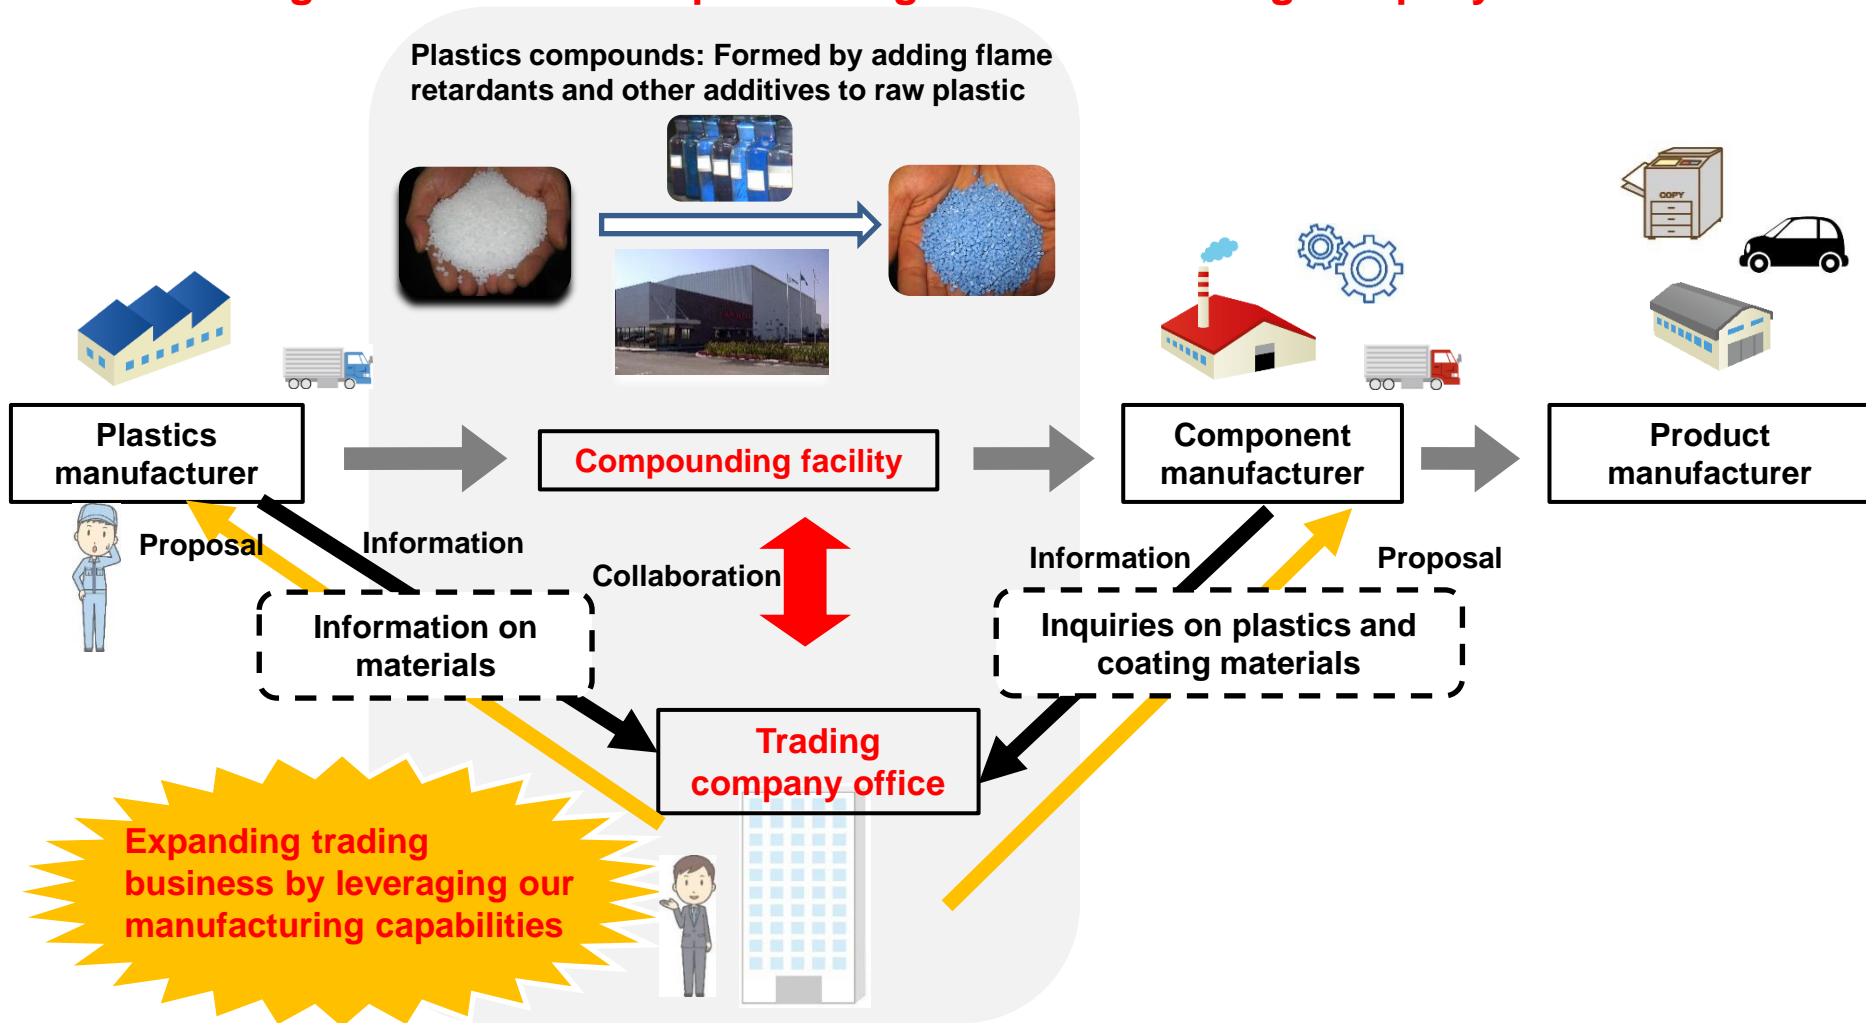 Plastics compounds: Formed by adding flame
retardants and other additives to raw plastic
COPY
Plastics
manufacturer
Compounding facility
Component
manufacturer
Product
manufacturer
Proposal
Information
Collaboration
Information
Proposal
Information on
materials
Inquiries on plastics and
coating materials
Trading
company office
Expanding trading
business by leveraging our
manufacturing capabilities